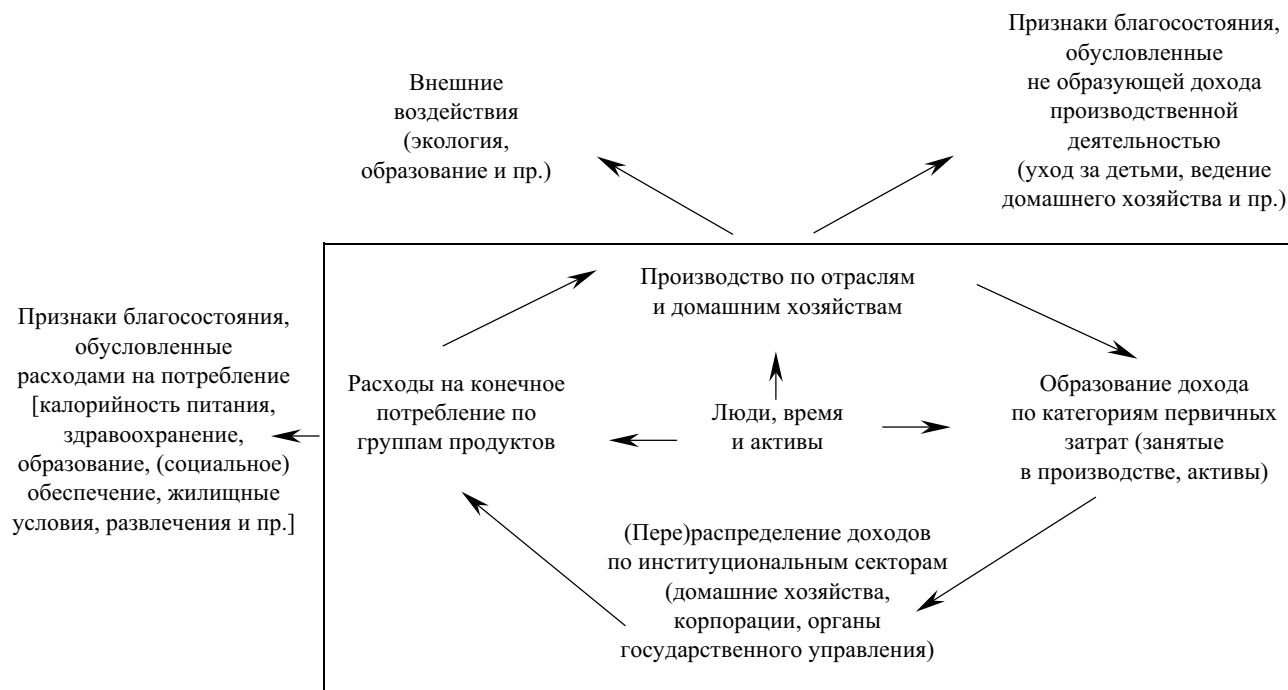 Признаки благосостояния,
обусловленные
не образующей дохода
производственной
деятельностью
(уход за детьми, ведение
домашнего хозяйства и пр.)
Внешние
воздействия
(экология,
образование и пр.)
Производство по отраслям
и домашним хозяйствам
Признаки благосостояния,
обусловленные
расходами на потребление
[калорийность питания,
здравоохранение,
образование, (социальное)
обеспечение, жилищные
условия, развлечения и пр.]
Расходы на конечное
потребление по
группам продуктов
Люди, время
и активы
Образование дохода
по категориям первичных
затрат (занятые
в производстве, активы)
(Пере)распределение доходов
по институциональным секторам
(домашние хозяйства,
корпорации, органы
государственного управления)